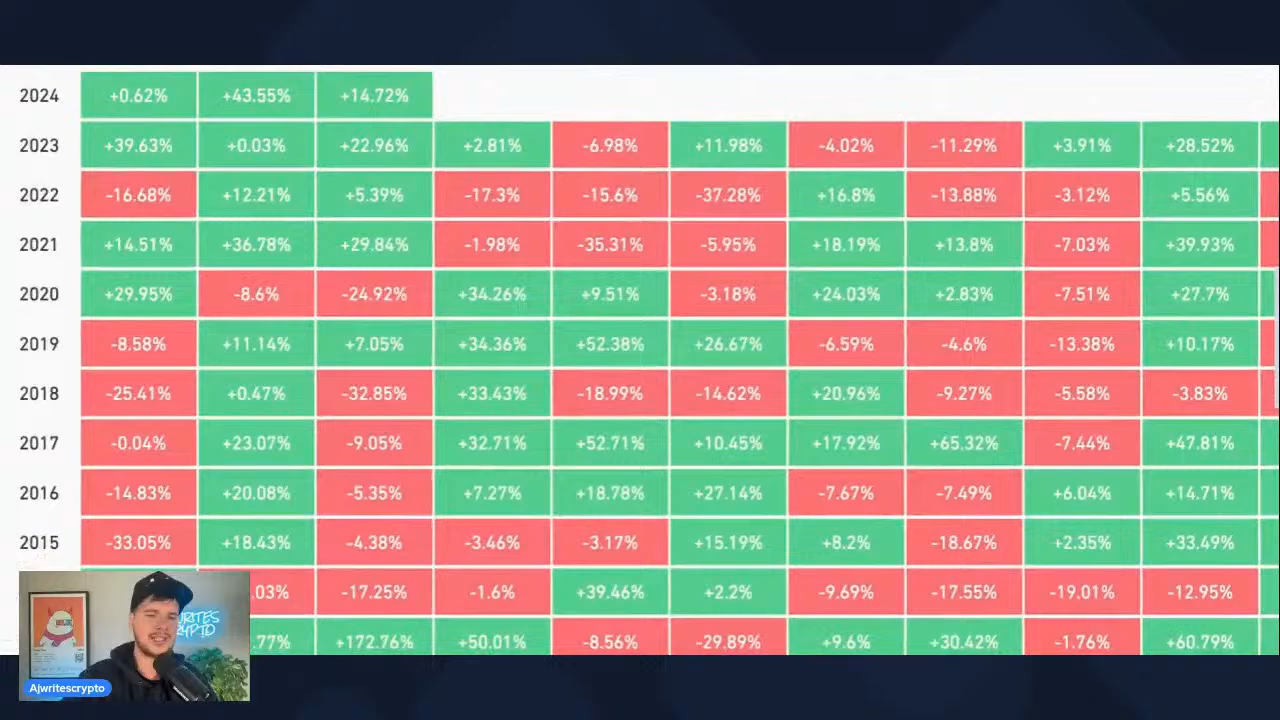 2024 +0.62% +43.55% +14.72%
2023 +39.63% +0.03% +22.96% +2.81% -6.98% +11.98% -4.02% -11.29% +3.91% +28.52%
2022 -16.68% +12.21% +5.39% -17.3% -15.6% -37.28% +16.8% -13.88% -3.12% +5.56%
2021 +14.51% +36.78% +29.84% -1.98% -35.31% -5.95% +18.19% +13.8% -7.03% +39.93%
2020 +29.95% -8.6% -24.92% +34.26% +9.51% -3.18% +24.03% +2.83% -7.51% +27.7%
2019 -8.58% +11.14% +7.05% +34.36% +52.38% +26.67% -6.59% -4.6% -13.38% +10.17%
2018 -25.41% +0.47% -32.85% +33.43% -18.99% -14.62% +20.96% -9.27% -5.58% -3.83%
2017 -0.04% +23.07% -9.05% +32.71% +52.71% +10.45% +17.92% +65.32% -7.44% +47.81%
2016 -14.83% +20.08% -5.35% +7.27% +18.78% +27.14% -7.67% -7.49% +6.04% +14.71%
2015 -33.05% +18.43% -4.38% -3.46% -3.17% +15.19% +8.2% -18.67% +2.35% +33.49%
.03% -17.25% -1.6% +39.46% +2.2% -9.69% -17.55% -19.01% -12.95%
.77% +172.76% +50.01% -8.56% -29.89% +9.6% +30.42% -1.76% +60.79%
Ajwritescrypto